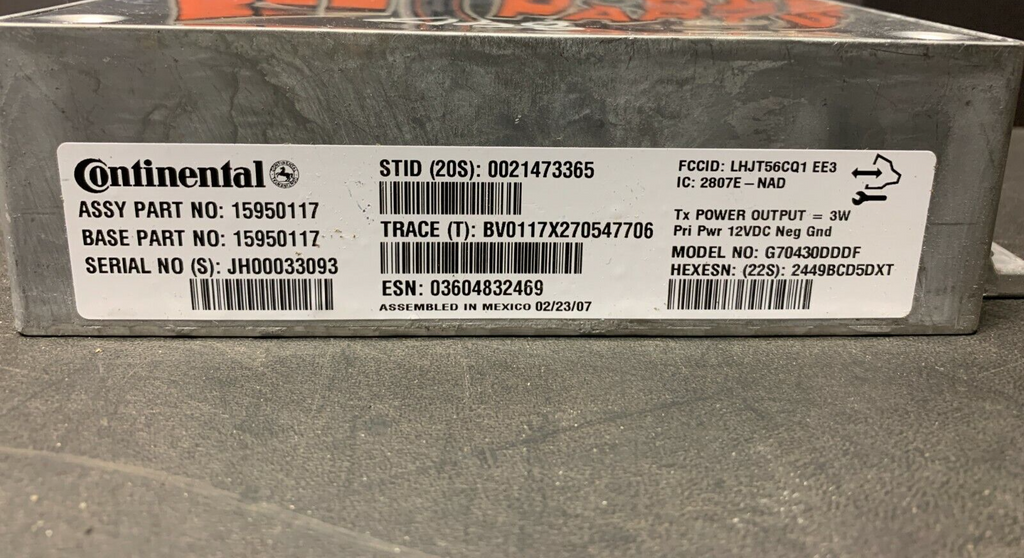 PARTS
Continental
ASSY PART NO: 15950117
BASE PART NO: 15950117
SERIAL NO (S): JH00033093
STID (20S): 0021473365
TRACE (T): BV0117X270547706
ESN: 03604832469
ASSEMBLED IN MEXICO 02/23/07
FCCID: LHJT56CQ1 EE3
IC: 2807E-NAD
Tx POWER OUTPUT = 3W
Pri Pwr 12VDC Neg Gnd
MODEL NO: G70430DDDF
HEXESN: (22S): 2449BCD5DXT